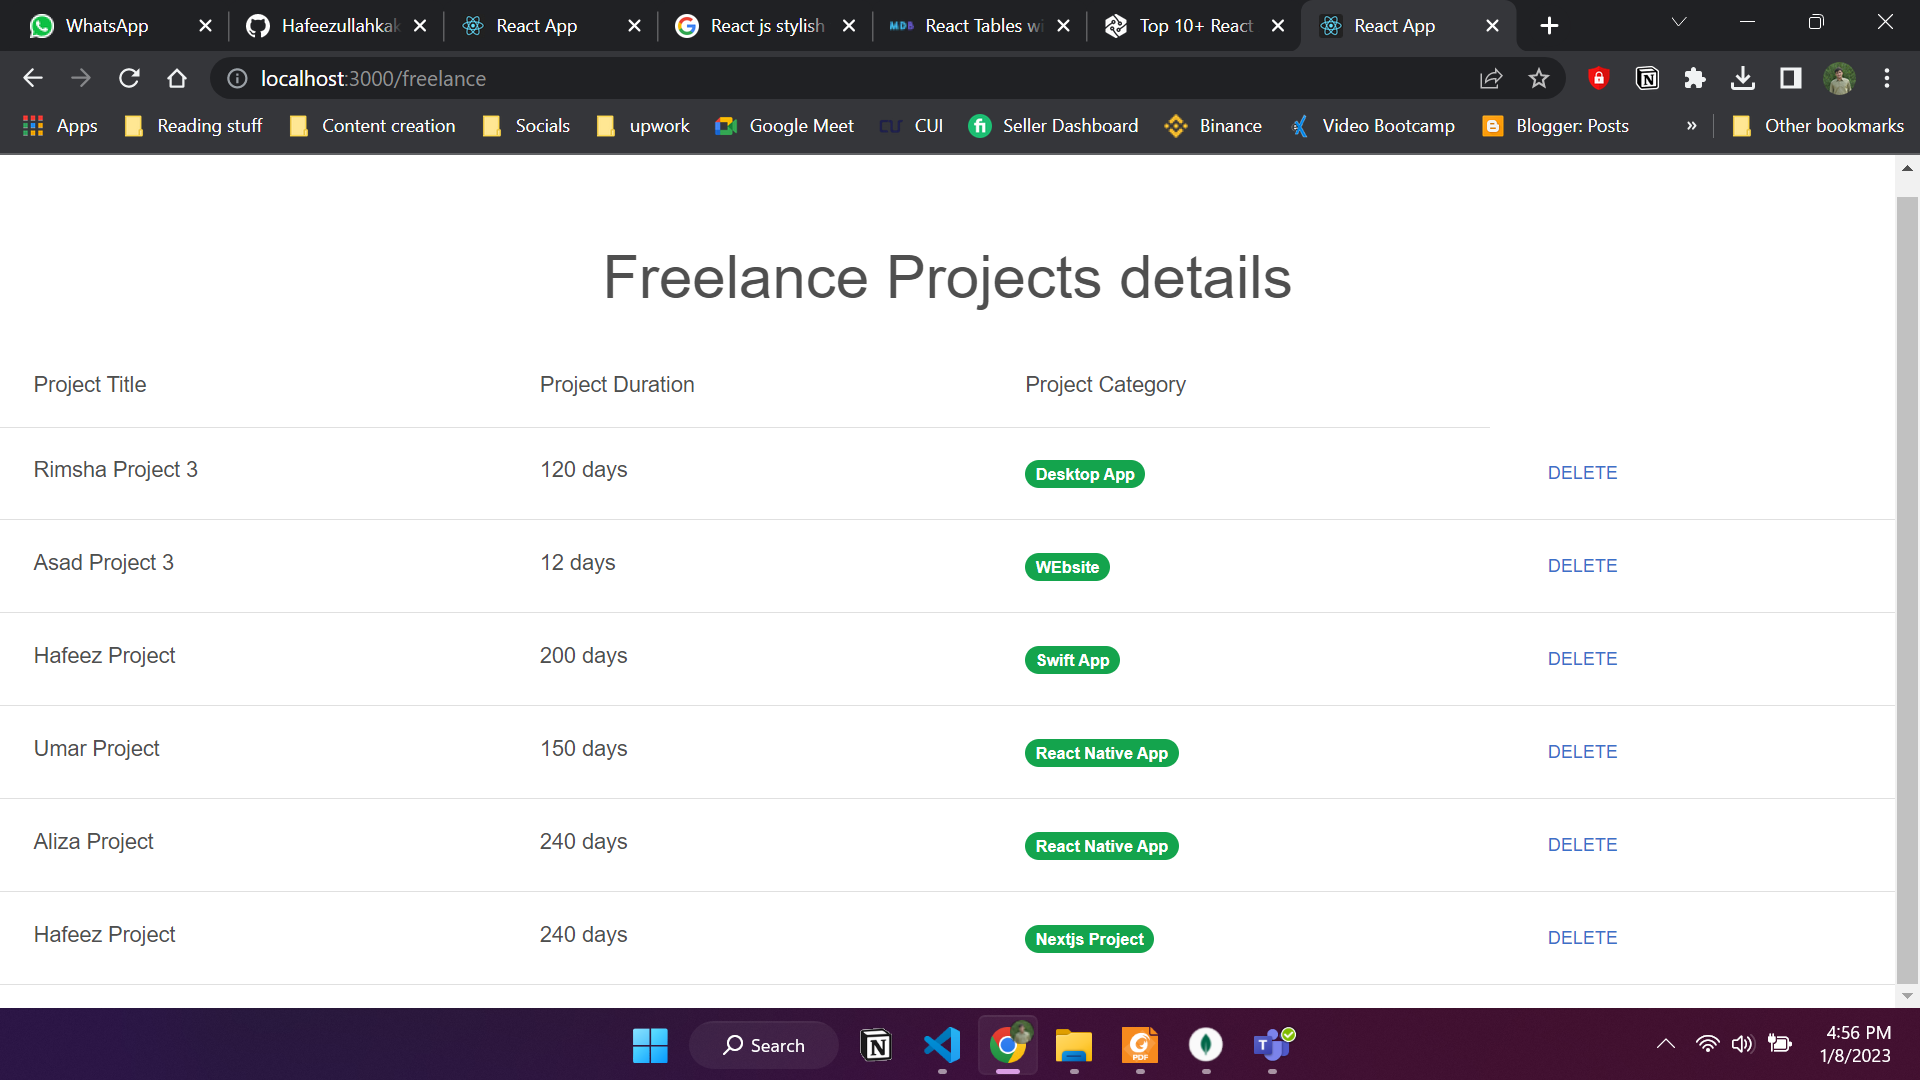 WhatsApp
Hafeezullahkak
React App
React js stylish
MDB React Tables wi
Top 10+ React
React App
localhost:3000/freelance
Apps Reading stuff Content creation Socials upwork Google Meet CUI Seller Dashboard Binance Video Bootcamp Blogger: Posts » Other bookmarks
Freelance Projects details
Project Title Project Duration Project Category
Rimsha Project 3 120 days Desktop App DELETE
Asad Project 3 12 days WEbsite DELETE
Hafeez Project 200 days Swift App DELETE
Umar Project 150 days React Native App DELETE
Aliza Project 240 days React Native App DELETE
Hafeez Project 240 days Nextjs Project DELETE
Search
PDF
4:56 PM
1/8/2023